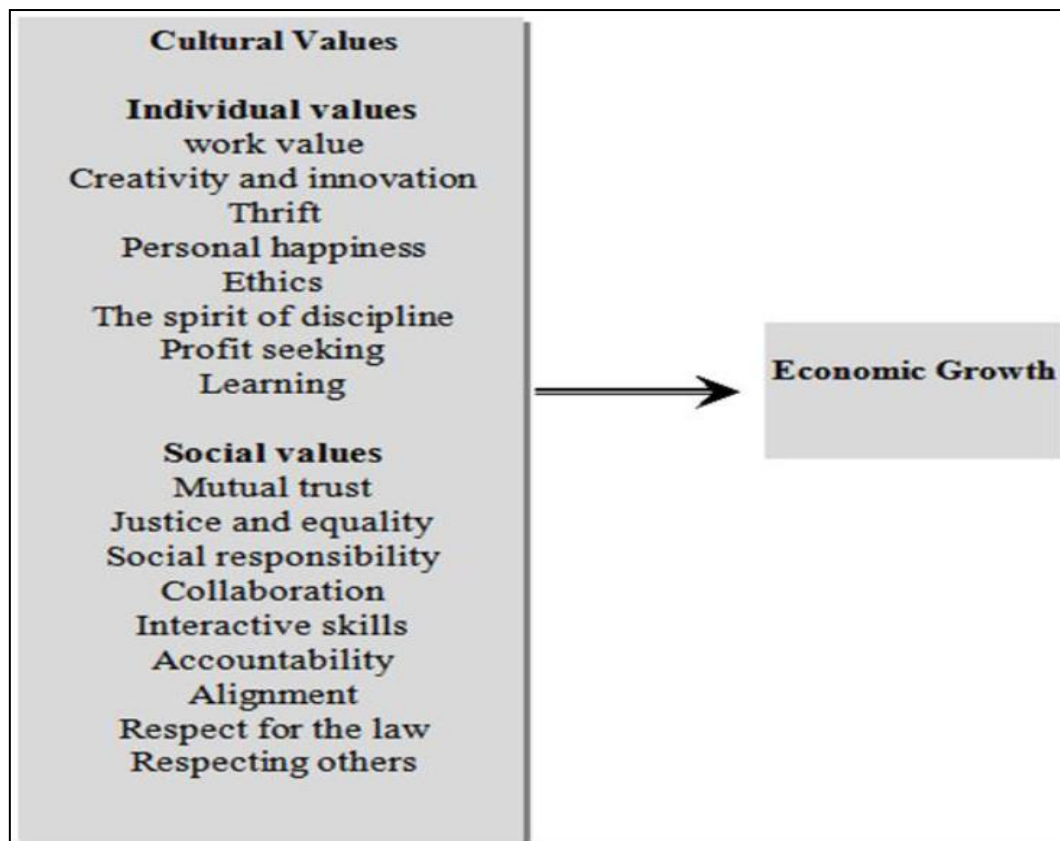 Cultural Values
Individual values
work value
Creativity and innovation
Thrift
Personal happiness
Ethics
The spirit of discipline
Profit seeking
Learning
Social values
Mutual trust
Justice and equality
Social responsibility
Collaboration
Interactive skills
Accountability
Alignment
Respect for the law
Respecting others
Economic Growth